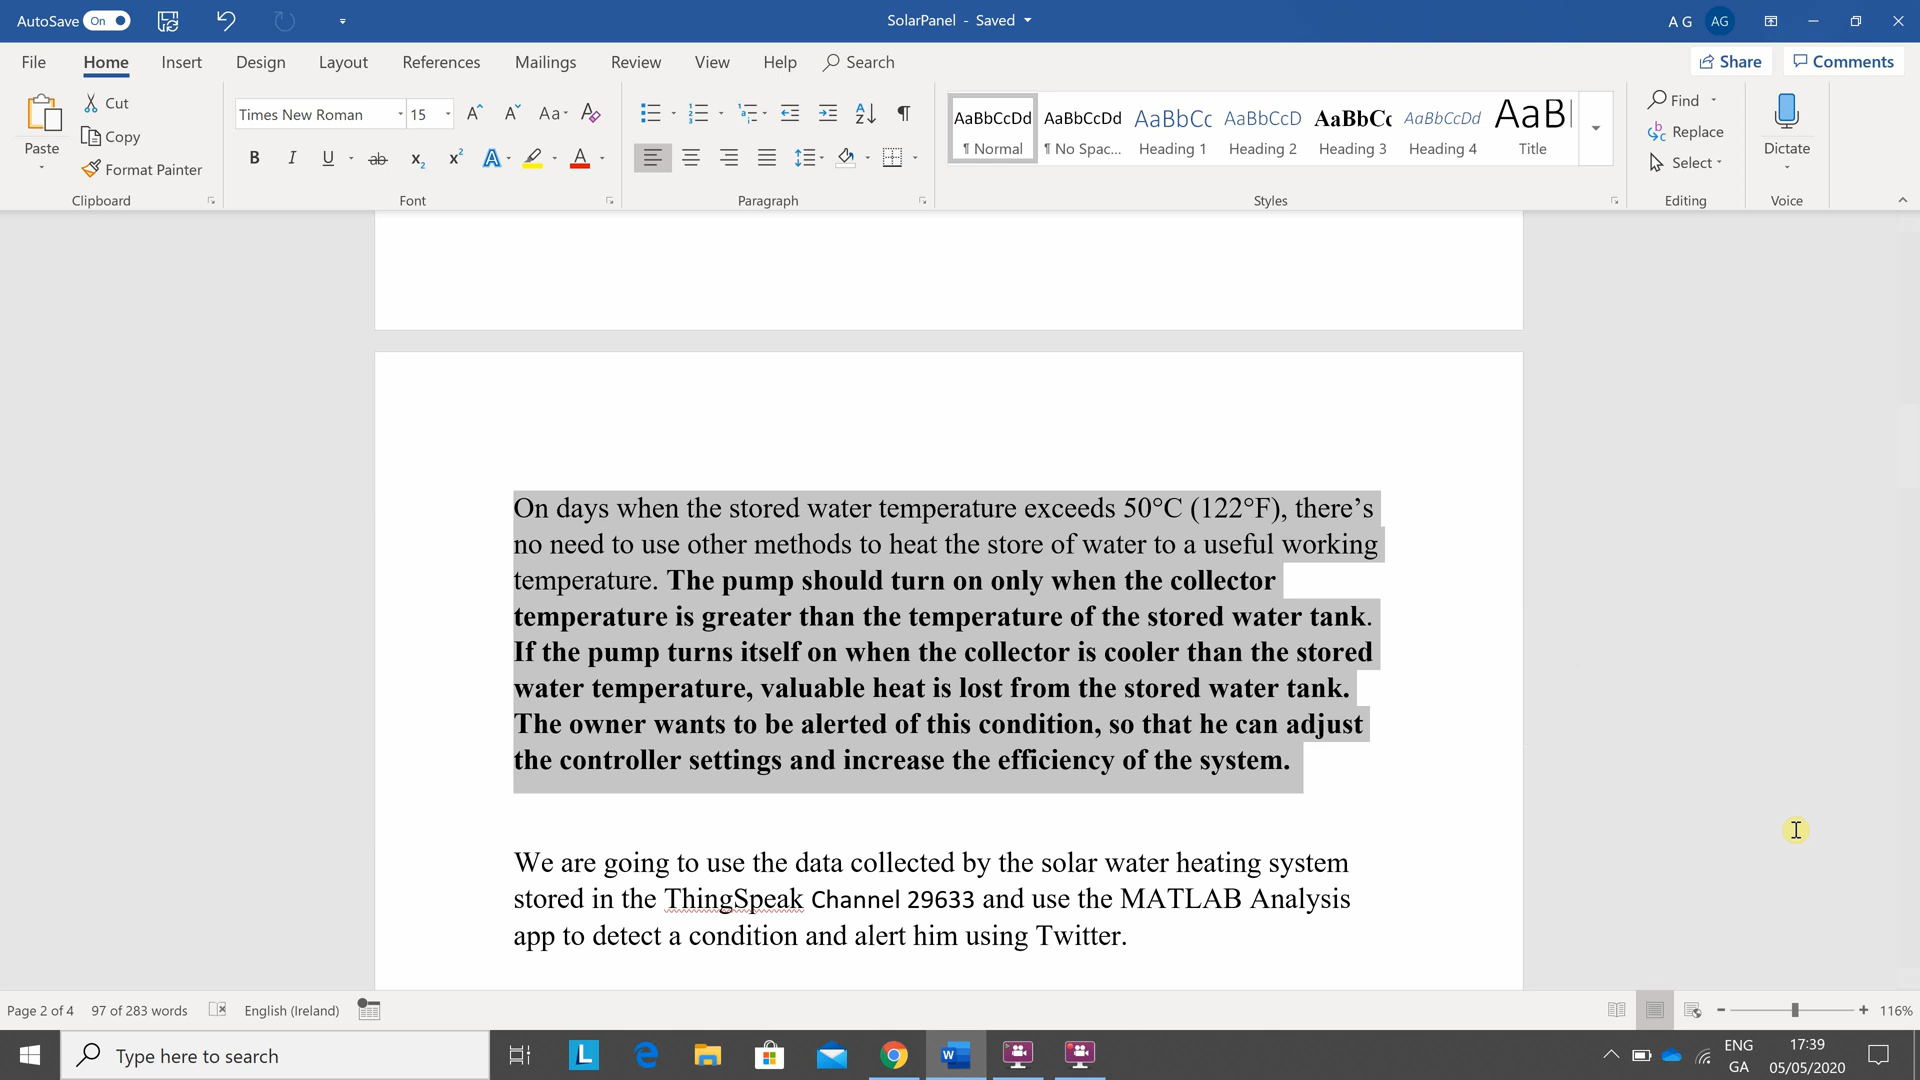 AutoSave On SolarPanel - Saved A G AG
File Home Insert Design Layout References Mailings Review View Help Search Share Comments
Paste Cut Copy Format Painter Clipboard
Times New Roman 15 Aa
B I U ab x₂ x² A A Font
Paragraph
AaBbCcDd AaBbCcDd AaBbCc AaBbCcD AaBbCc AaBbCcDd AaB
¶ Normal ¶ No Spac... Heading 1 Heading 2 Heading 3 Heading 4 Title
Styles
Find Replace Select Editing
Dictate Voice
On days when the stored water temperature exceeds 50°C (122°F), there’s
no need to use other methods to heat the store of water to a useful working
temperature. The pump should turn on only when the collector
temperature is greater than the temperature of the stored water tank.
If the pump turns itself on when the collector is cooler than the stored
water temperature, valuable heat is lost from the stored water tank.
The owner wants to be alerted of this condition, so that he can adjust
the controller settings and increase the efficiency of the system.
We are going to use the data collected by the solar water heating system
stored in the ThingSpeak Channel 29633 and use the MATLAB Analysis
app to detect a condition and alert him using Twitter.
Page 2 of 4 97 of 283 words English (Ireland) 116%
Type here to search ENG 17:39
GA 05/05/2020